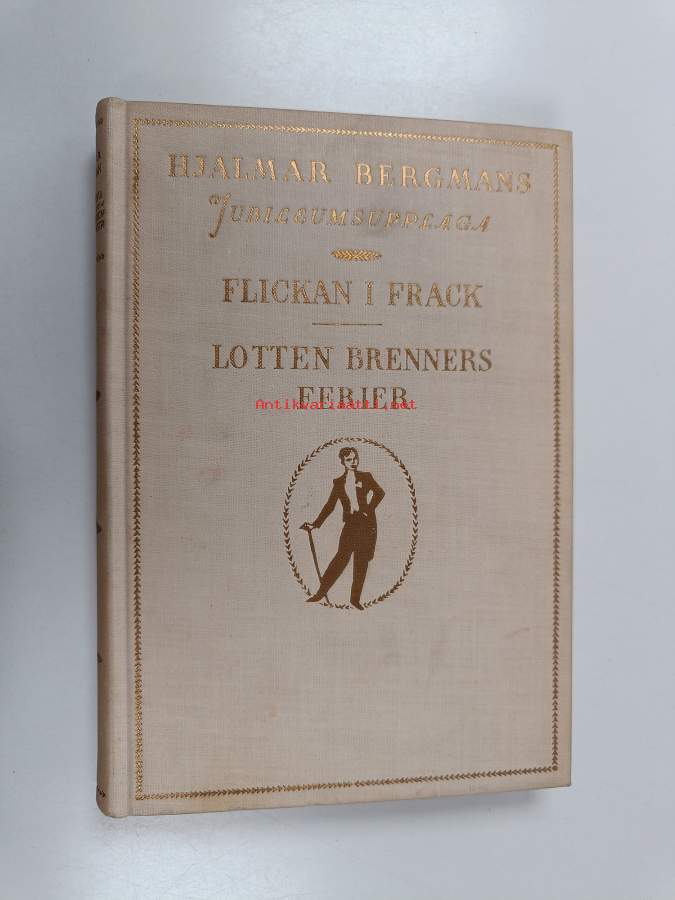 HJALMAR BERGMANS
JUBILEUMSUPPLAGA
FLICKAN I FRACK
LOTTEN BRENNERS
FERIER
Antikvariaatti.net